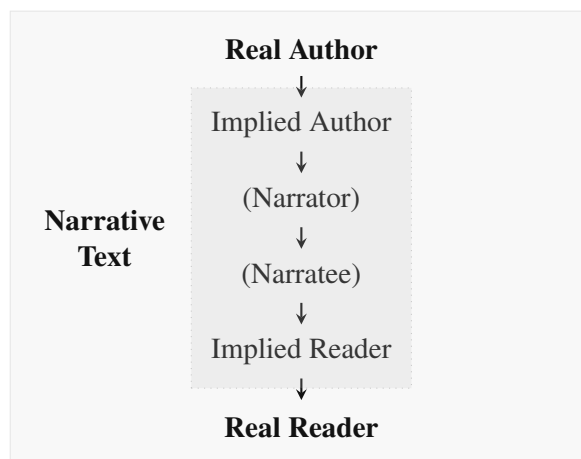 Real Author
Implied Author
(Narrator)
Narrative
Text
(Narratee)
Implied Reader
Real Reader